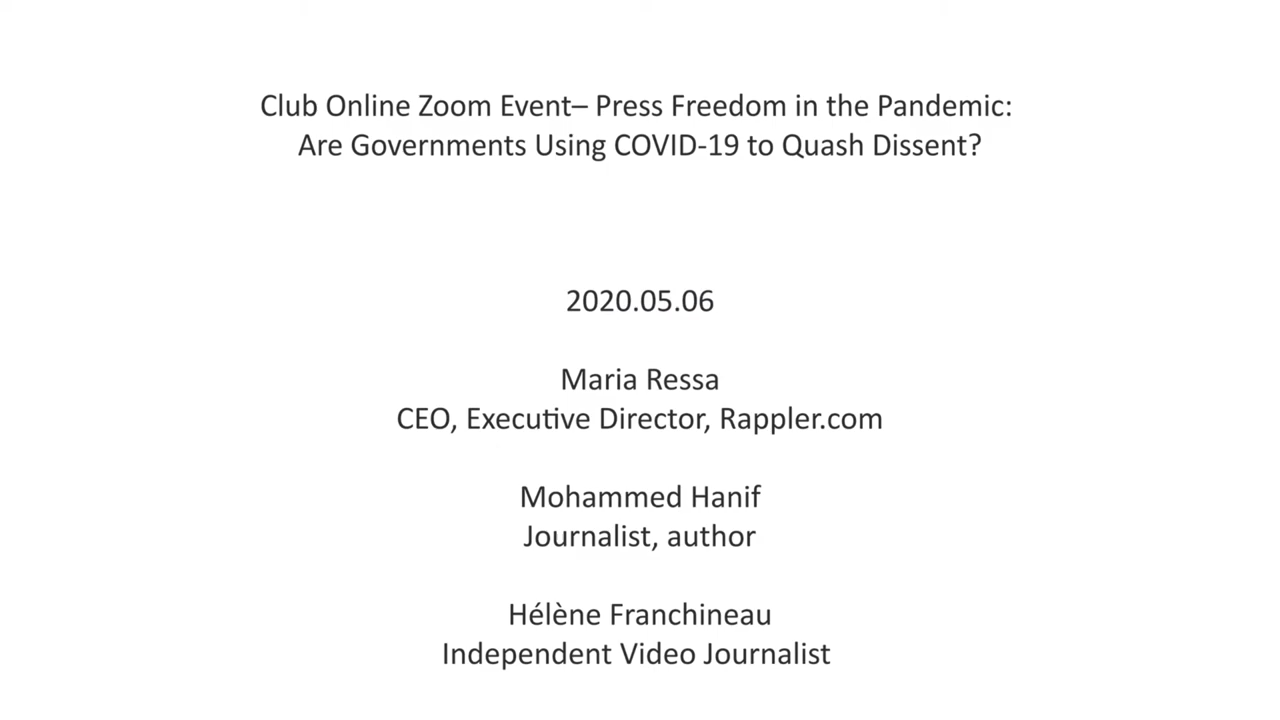 Club Online Zoom Event– Press Freedom in the Pandemic:
Are Governments Using COVID-19 to Quash Dissent?
2020.05.06
Maria Ressa
CEO, Executive Director, Rappler.com
Mohammed Hanif
Journalist, author
Hélène Franchineau
Independent Video Journalist